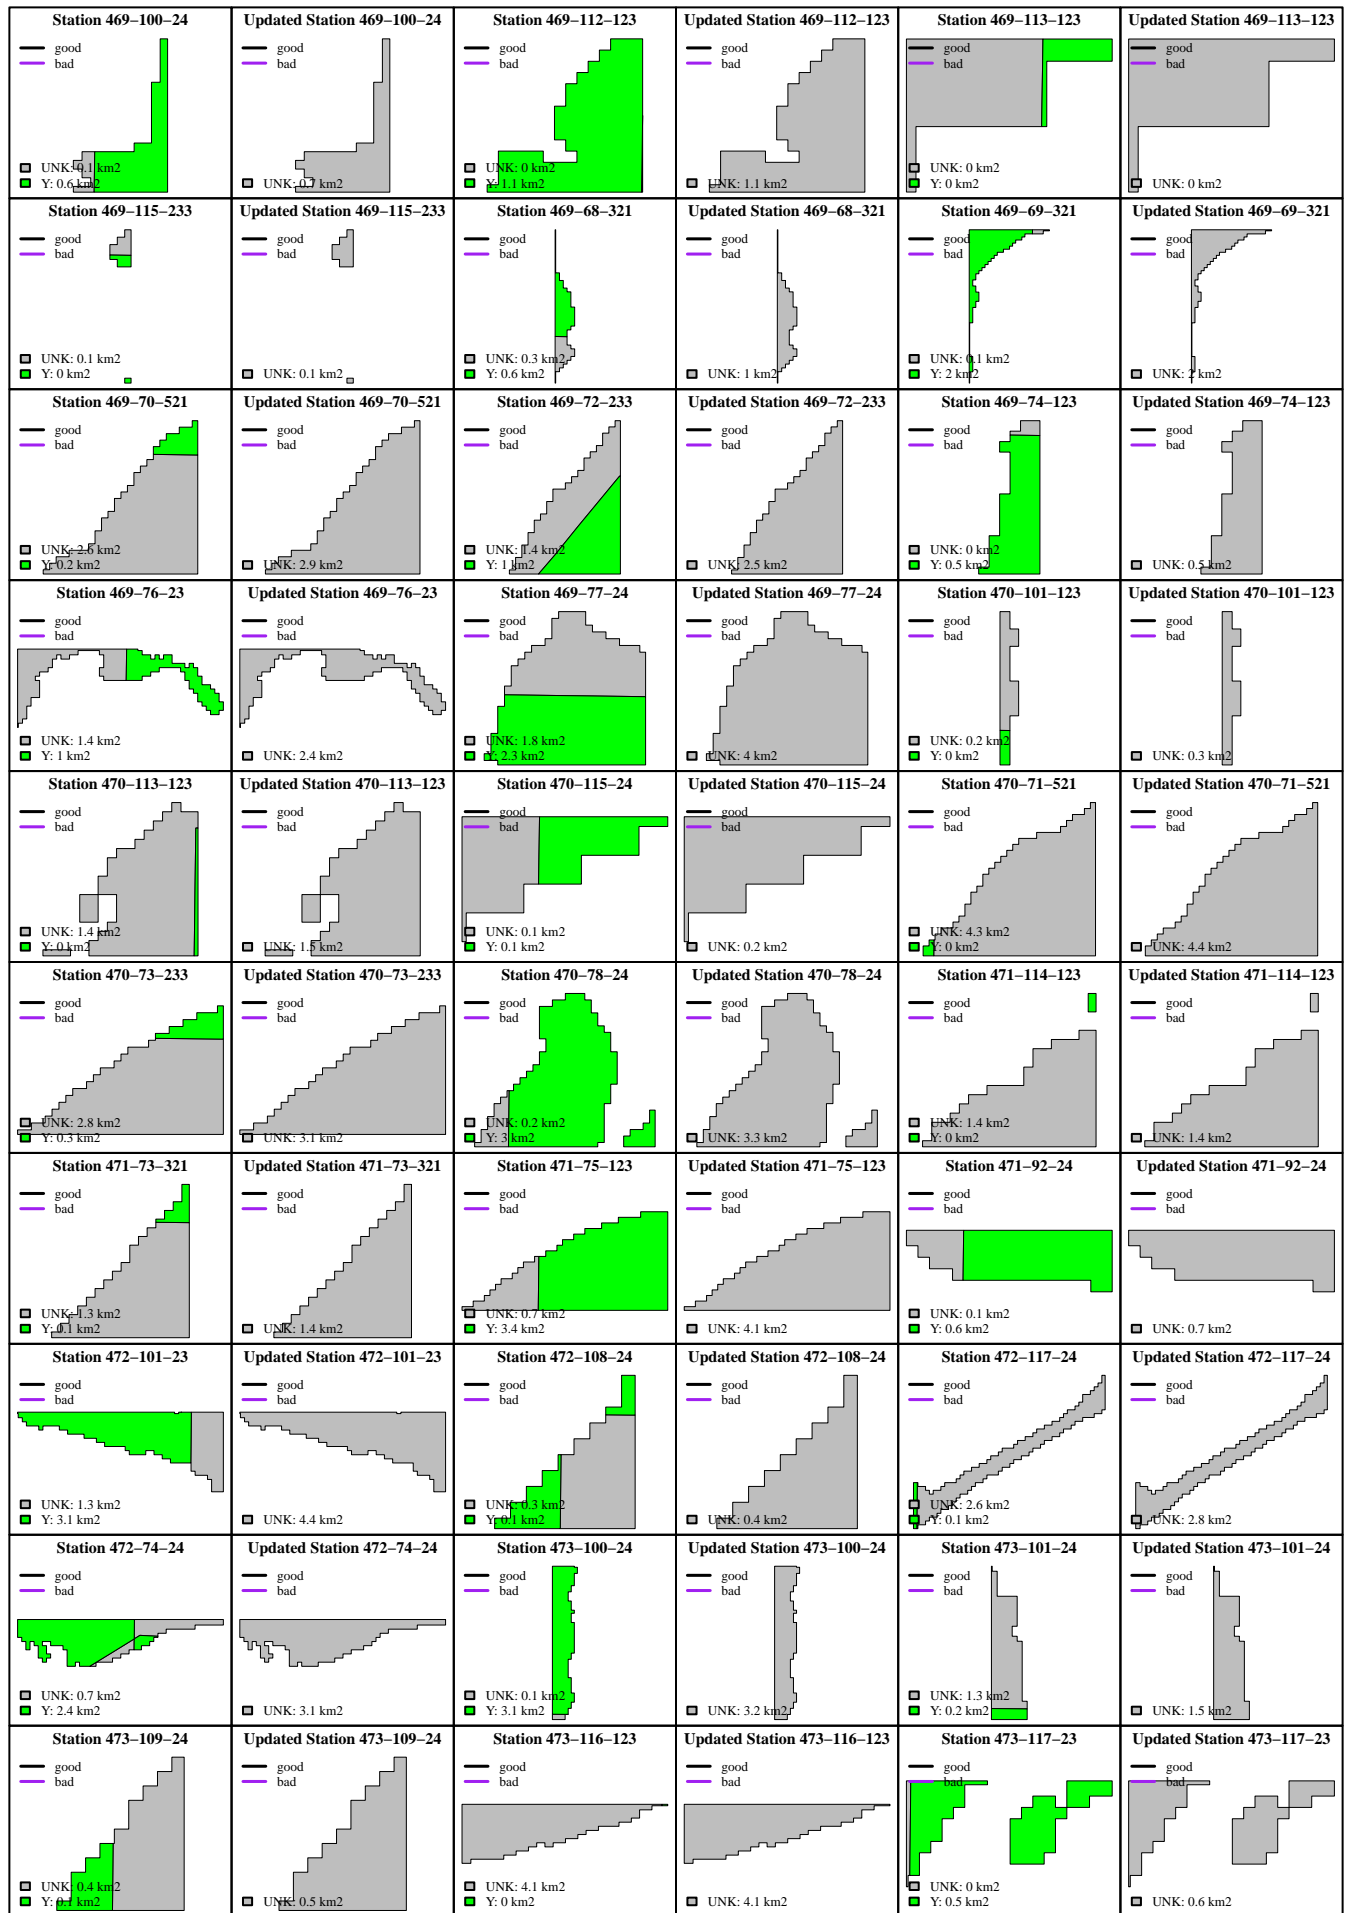 Station 469–100–24
good
bad
UNK: 0.1 km2
Y: 0.6 km2
Updated Station 469–100–24
good
bad
UNK: 0.7 km2
Station 469–112–123
good
bad
UNK: 0 km2
Y: 1.1 km2
Updated Station 469–112–123
good
bad
UNK: 1.1 km2
Station 469–113–123
good
bad
UNK: 0 km2
Y: 0 km2
Updated Station 469–113–123
good
bad
UNK: 0 km2
Station 469–115–233
good
bad
UNK: 0.1 km2
Y: 0 km2
Updated Station 469–115–233
good
bad
UNK: 0.1 km2
Station 469–68–321
good
bad
UNK: 0.3 km2
Y: 0.6 km2
Updated Station 469–68–321
good
bad
UNK: 1 km2
Station 469–69–321
good
bad
UNK: 0.1 km2
Y: 2 km2
Updated Station 469–69–321
good
bad
UNK: 2 km2
Station 469–70–521
good
bad
UNK: 2.6 km2
Y: 0.2 km2
Updated Station 469–70–521
good
bad
UNK: 2.9 km2
Station 469–72–233
good
bad
UNK: 1.4 km2
Y: 1 km2
Updated Station 469–72–233
good
bad
UNK: 2.5 km2
Station 469–74–123
good
bad
UNK: 0 km2
Y: 0.5 km2
Updated Station 469–74–123
good
bad
UNK: 0.5 km2
Station 469–76–23
good
bad
UNK: 1.4 km2
Y: 1 km2
Updated Station 469–76–23
good
bad
UNK: 2.4 km2
Station 469–77–24
good
bad
UNK: 1.8 km2
Y: 2.3 km2
Updated Station 469–77–24
good
bad
UNK: 4 km2
Station 470–101–123
good
bad
UNK: 0.2 km2
Y: 0 km2
Updated Station 470–101–123
good
bad
UNK: 0.3 km2
Station 470–113–123
good
bad
UNK: 1.4 km2
Y: 0 km2
Updated Station 470–113–123
good
bad
UNK: 1.5 km2
Station 470–115–24
good
bad
UNK: 0.1 km2
Y: 0.1 km2
Updated Station 470–115–24
good
bad
UNK: 0.2 km2
Station 470–71–521
good
bad
UNK: 4.3 km2
Y: 0 km2
Updated Station 470–71–521
good
bad
UNK: 4.4 km2
Station 470–73–233
good
bad
UNK: 2.8 km2
Y: 0.3 km2
Updated Station 470–73–233
good
bad
UNK: 3.1 km2
Station 470–78–24
good
bad
UNK: 0.2 km2
Y: 3 km2
Updated Station 470–78–24
good
bad
UNK: 3.3 km2
Station 471–114–123
good
bad
UNK: 1.4 km2
Y: 0 km2
Updated Station 471–114–123
good
bad
UNK: 1.4 km2
Station 471–73–321
good
bad
UNK: 1.3 km2
Y: 0.1 km2
Updated Station 471–73–321
good
bad
UNK: 1.4 km2
Station 471–75–123
good
bad
UNK: 0.7 km2
Y: 3.4 km2
Updated Station 471–75–123
good
bad
UNK: 4.1 km2
Station 471–92–24
good
bad
UNK: 0.1 km2
Y: 0.6 km2
Updated Station 471–92–24
good
bad
UNK: 0.7 km2
Station 472–101–23
good
bad
UNK: 1.3 km2
Y: 3.1 km2
Updated Station 472–101–23
good
bad
UNK: 4.4 km2
Station 472–108–24
good
bad
UNK: 0.3 km2
Y: 0.1 km2
Updated Station 472–108–24
good
bad
UNK: 0.4 km2
Station 472–117–24
good
bad
UNK: 2.6 km2
Y: 0.1 km2
Updated Station 472–117–24
good
bad
UNK: 2.8 km2
Station 472–74–24
good
bad
UNK: 0.7 km2
Y: 2.4 km2
Updated Station 472–74–24
good
bad
UNK: 3.1 km2
Station 473–100–24
good
bad
UNK: 0.1 km2
Y: 3.1 km2
Updated Station 473–100–24
good
bad
UNK: 3.2 km2
Station 473–101–24
good
bad
UNK: 1.3 km2
Y: 0.2 km2
Updated Station 473–101–24
good
bad
UNK: 1.5 km2
Station 473–109–24
good
bad
UNK: 0.4 km2
Y: 0.1 km2
Updated Station 473–109–24
good
bad
UNK: 0.5 km2
Station 473–116–123
good
bad
UNK: 4.1 km2
Y: 0 km2
Updated Station 473–116–123
good
bad
UNK: 4.1 km2
Station 473–117–23
good
bad
UNK: 0 km2
Y: 0.5 km2
Updated Station 473–117–23
good
bad
UNK: 0.6 km2